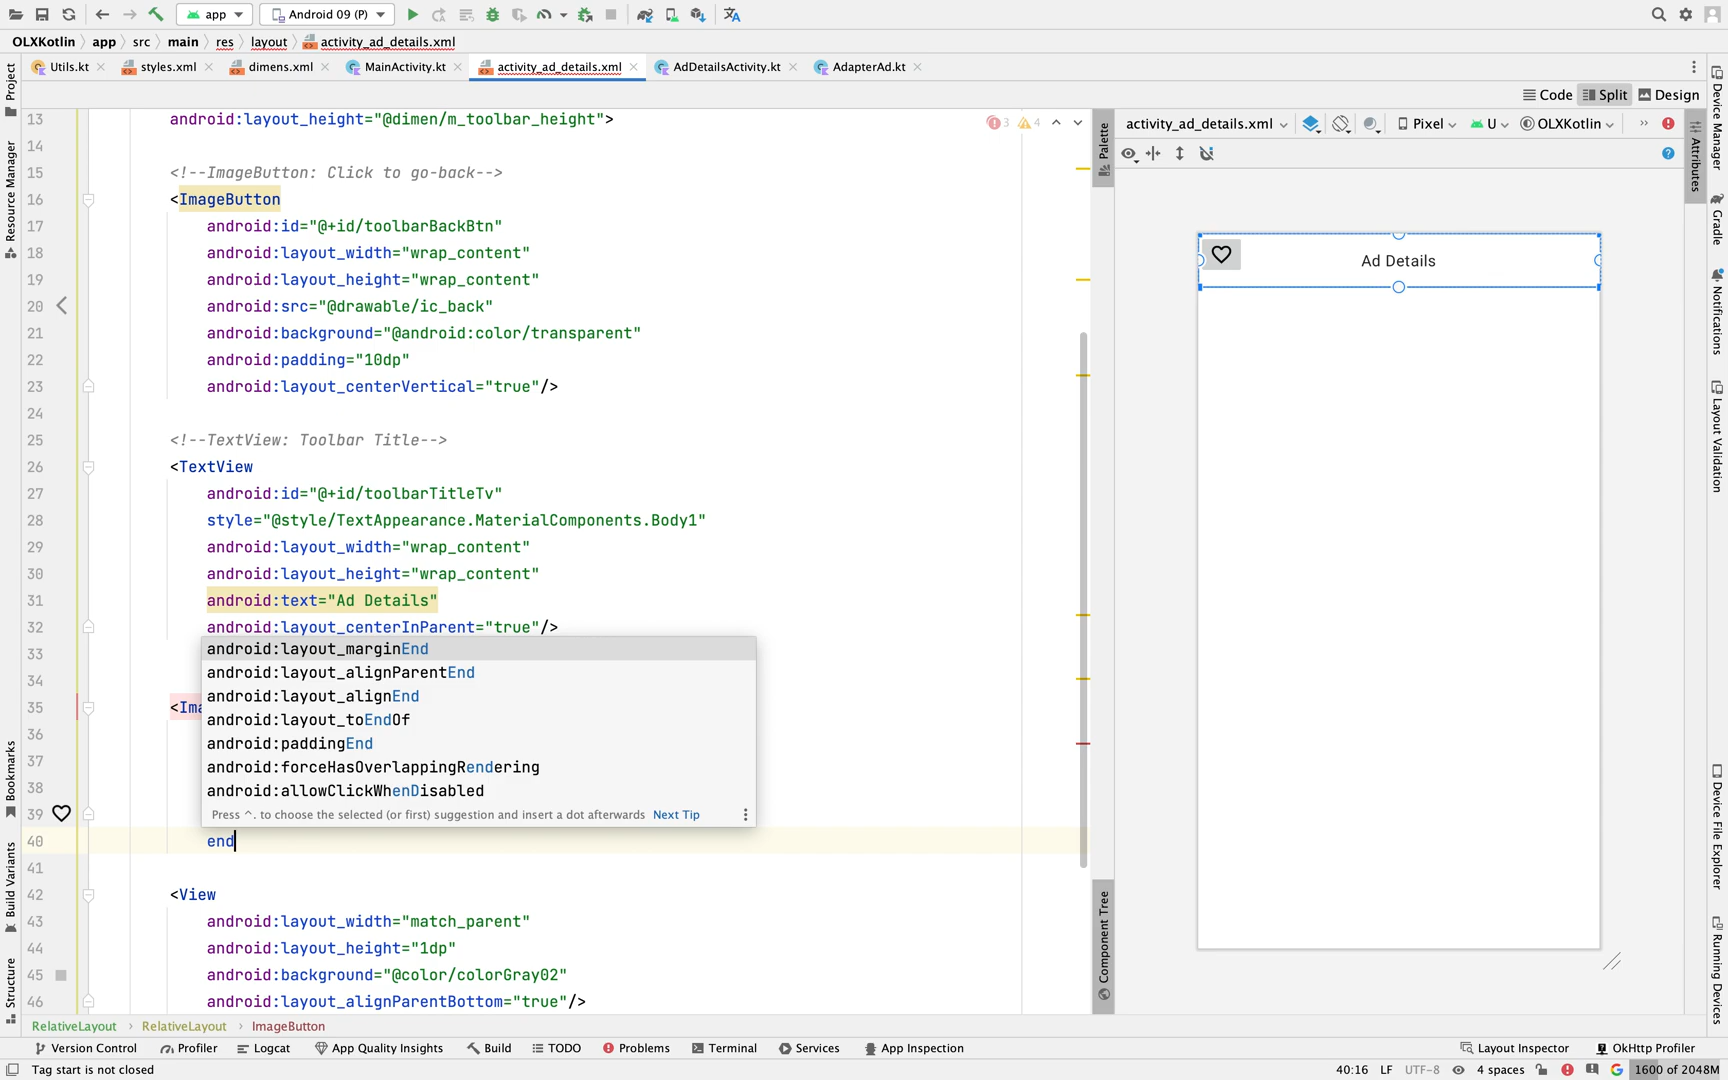 app
Android 09 (P)
OLXKotlin
app
src
main
res
layout
activity_ad_details.xml
Utils.kt
styles.xml
dimens.xml
MainActivity.kt
activity_ad_details.xml
AdDetailsActivity.kt
AdapterAd.kt
Code
Split
Design
13 android:layout_height="@dimen/m_toolbar_height">
14
15 <!--ImageButton: Click to go-back-->
16 <ImageButton
17 android:id="@+id/toolbarBackBtn"
18 android:layout_width="wrap_content"
19 android:layout_height="wrap_content"
20 android:src="@drawable/ic_back"
21 android:background="@android:color/transparent"
22 android:padding="10dp"
23 android:layout_centerVertical="true"/>
24
25 <!--TextView: Toolbar Title-->
26 <TextView
27 android:id="@+id/toolbarTitleTv"
28 style="@style/TextAppearance.MaterialComponents.Body1"
29 android:layout_width="wrap_content"
30 android:layout_height="wrap_content"
31 android:text="Ad Details"
32 android:layout_centerInParent="true"/>
33 android:layout_marginEnd
34 android:layout_alignParentEnd
android:layout_alignEnd
35 <Ima
36 android:layout_toEndOf
37 android:paddingEnd
android:forceHasOverlappingRendering
38 android:allowClickWhenDisabled
39 Press ^. to choose the selected (or first) suggestion and insert a dot afterwards Next Tip
40 end
41
42 <View
43 android:layout_width="match_parent"
44 android:layout_height="1dp"
45 android:background="@color/colorGray02"
46 android:layout_alignParentBottom="true"/>
3
4
activity_ad_details.xml
Pixel
U
OLXKotlin
Ad Details
Palette
Component Tree
Attributes
Project
Resource Manager
Bookmarks
Build Variants
Structure
Device Manager
Gradle
Notifications
Layout Validation
Device File Explorer
Running Devices
RelativeLayout
RelativeLayout
ImageButton
Version Control
Profiler
Logcat
App Quality Insights
Build
TODO
Problems
Terminal
Services
App Inspection
Layout Inspector
OkHttp Profiler
Tag start is not closed
40:16
LF
UTF-8
4 spaces
1600 of 2048M